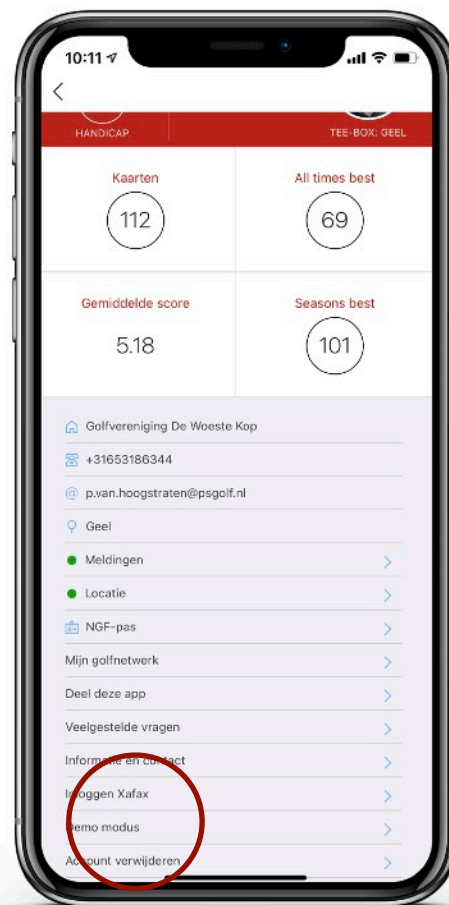 10:11
HANDICAP
TEE-BOX: GEEL
Kaarten
All times best
112
69
Gemiddelde score
Seasons best
5.18
101
Golfvereniging De Woeste Kop
+31653186344
p.van.hoogstraten@psgolf.nl
Geel
Meldingen
Locatie
NGF-pas
Mijn golfnetwerk
Deel deze app
Veelgestelde vragen
Informatie en contact
Inloggen Xafax
Demo modus
Account verwijderen